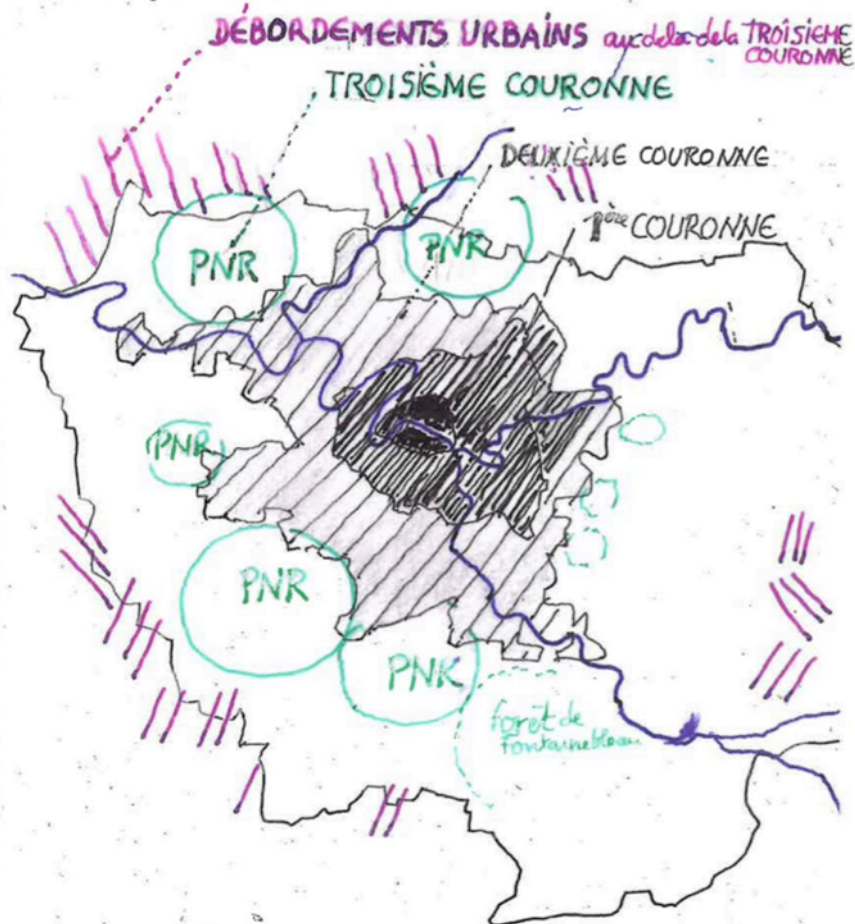 DÉBORDEMENTS URBAINS au delà de la TROISIEME
COURONNE
TROISIÈME COURONNE
DEUXIÈME COURONNE
1ère COURONNE
PNR
PNR
PNR
PNR
PNR
forêt de
Fontainebleau